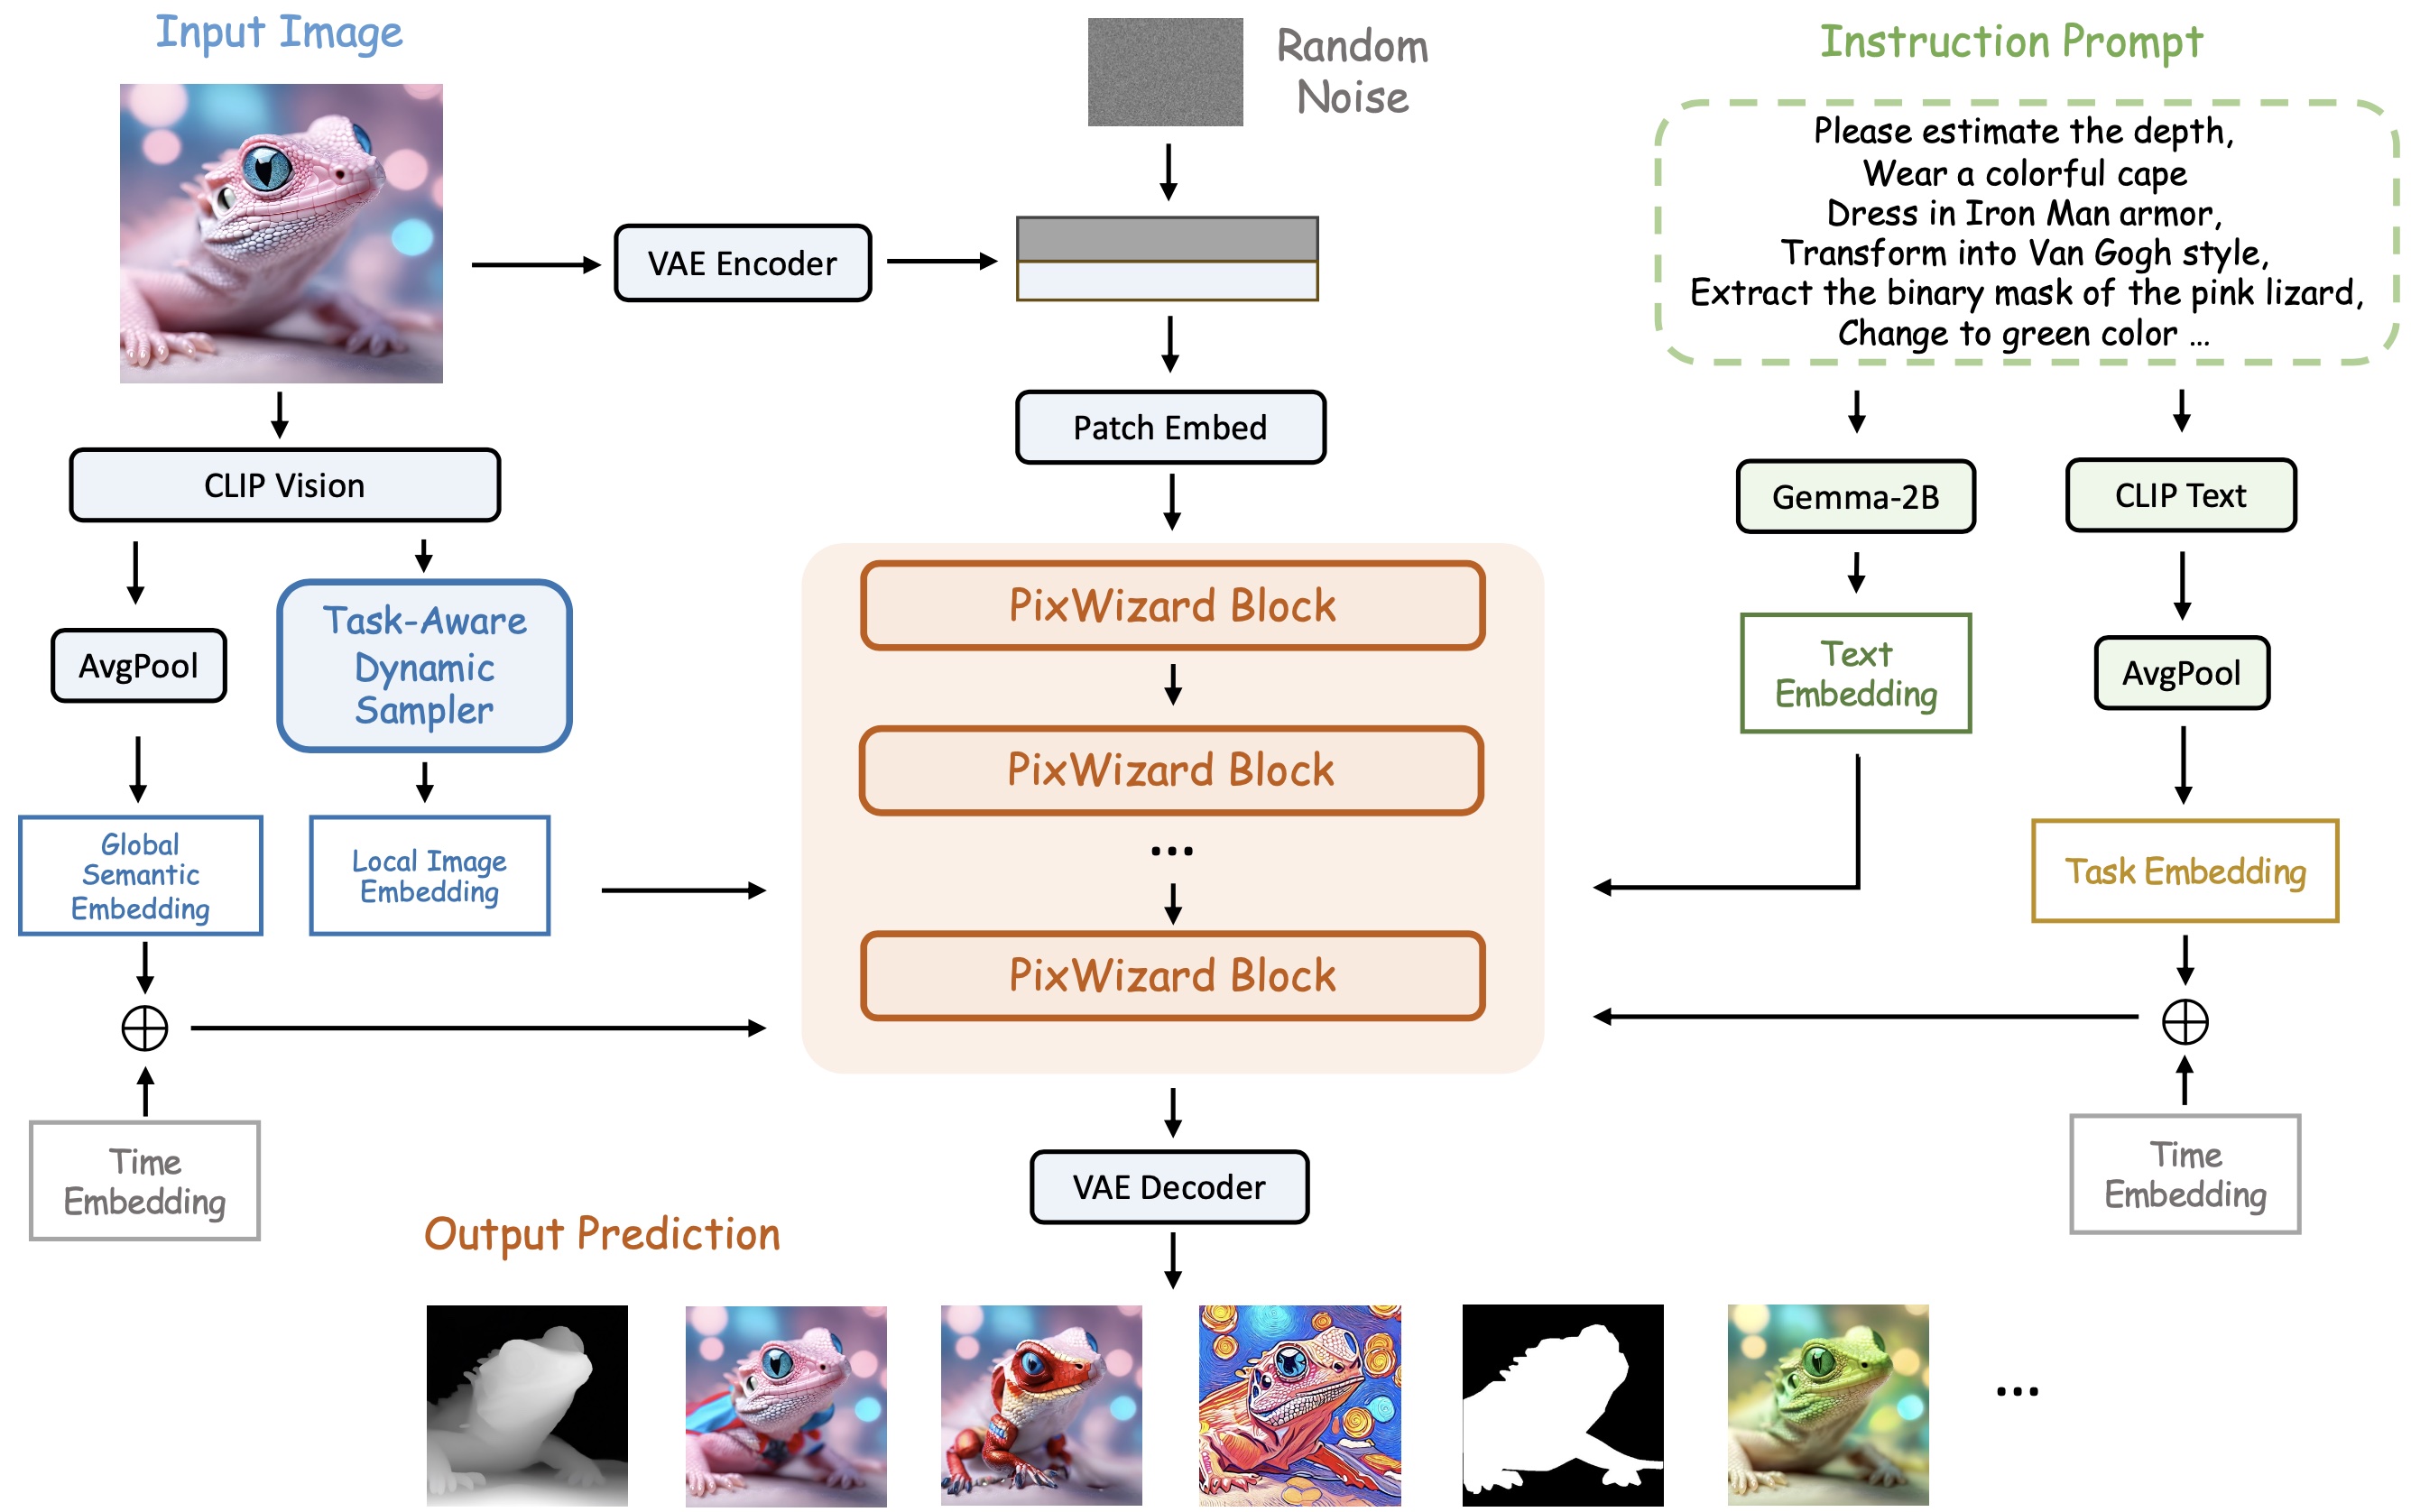 Input Image
Random
Noise
Instruction Prompt
Please estimate the depth,
Wear a colorful cape
Dress in Iron Man armor,
Transform into Van Gogh style,
Extract the binary mask of the pink lizard,
Change to green color ...
VAE Encoder
Patch Embed
CLIP Vision
Gemma-2B
CLIP Text
AvgPool
Task-Aware
Dynamic
Sampler
PixWizard Block
PixWizard Block
...
PixWizard Block
Text
Embedding
AvgPool
Global
Semantic
Embedding
Local Image
Embedding
Task Embedding
Time
Embedding
VAE Decoder
Time
Embedding
Output Prediction
...